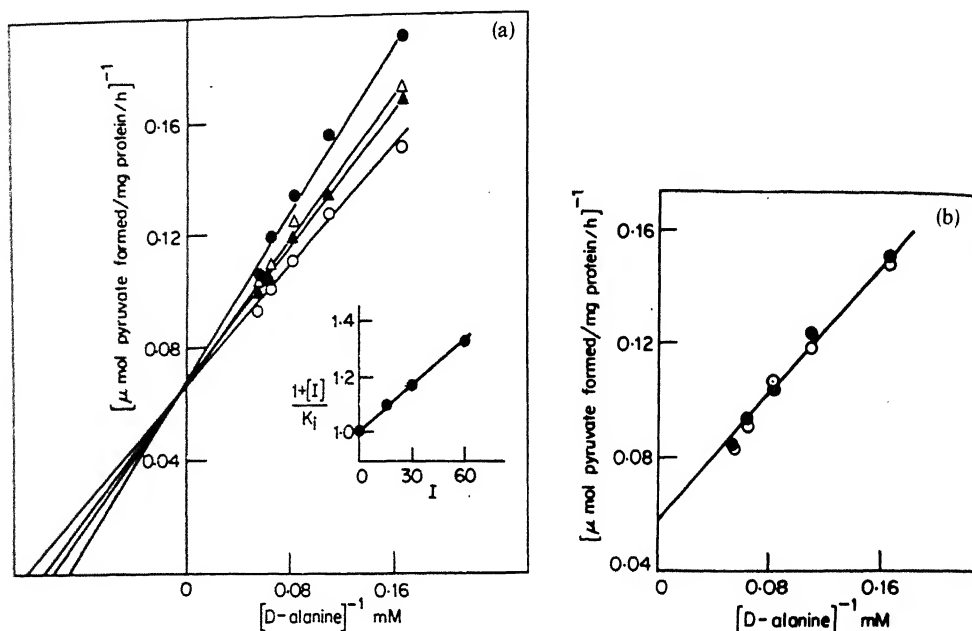 (a)
[μ mol pyruvate formed/mg protein/h]⁻¹
0·16
0·12
0·08
0·04
0
0·08
0·16
[D-alanine]⁻¹ mM
1+[I]
Ki
1·4
1·2
1·0
0
30
60
I
(b)
[μ mol pyruvate formed/mg protein/h]⁻¹
0·16
0·12
0·08
0·04
0
0·08
0·16
[D-alanine]⁻¹ mM